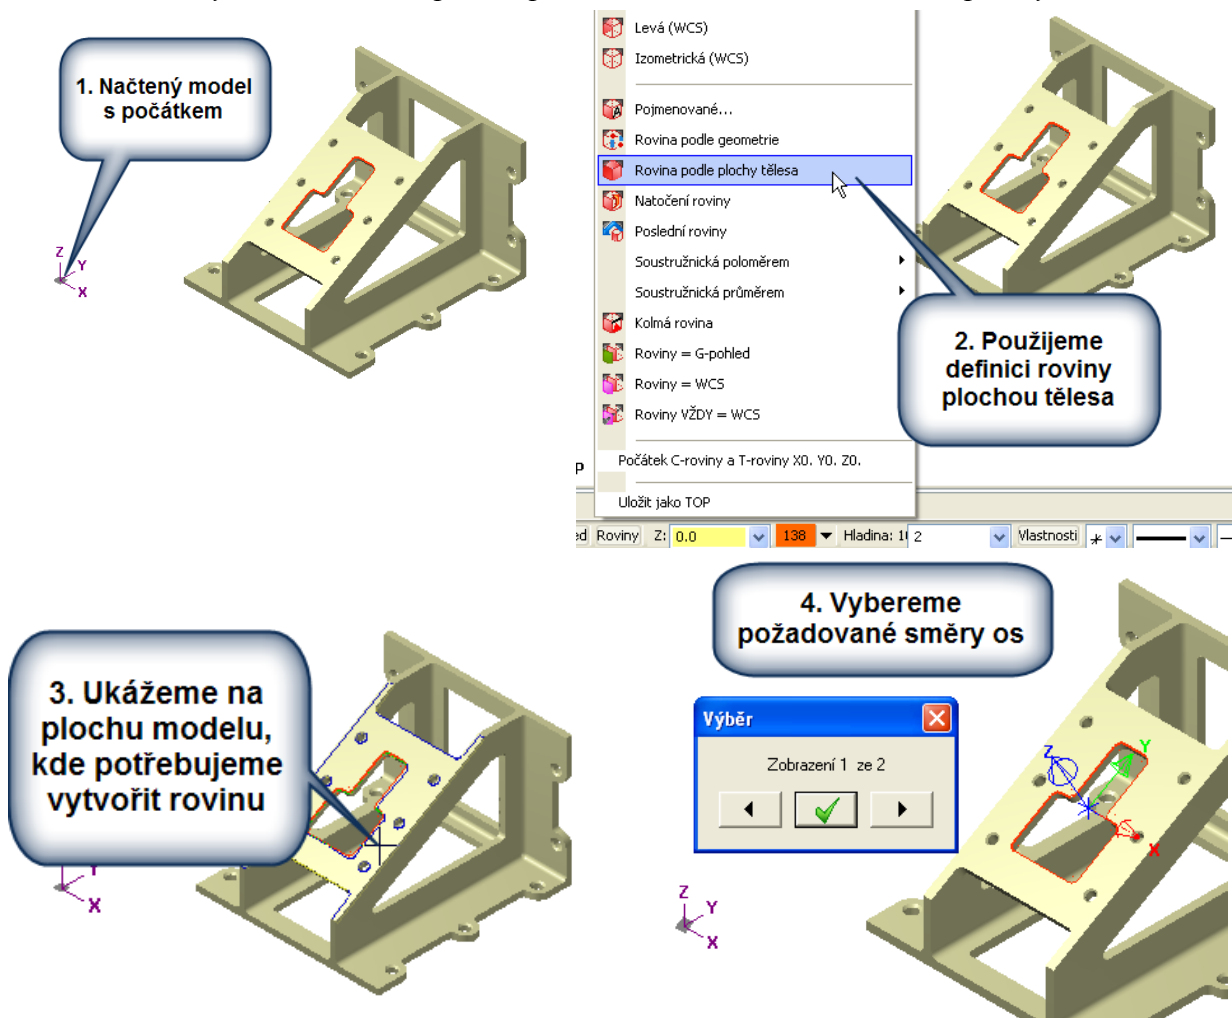 1. Načtený model
s počátkem
Z
Y
X
Levá (WCS)
Izometrická (WCS)
Pojmenované...
Rovina podle geometrie
Rovina podle plochy tělesa
Natočení roviny
Poslední roviny
Soustružnická poloměrem
Soustružnická průměrem
Kolmá rovina
Roviny = G-pohled
Roviny = WCS
Roviny VŽDY = WCS
Počátek C-roviny a T-roviny X0. Y0. Z0.
Uložit jako TOP
2. Použijeme
definici roviny
plochou tělesa
P
ed Roviny Z: 0.0 138 Hladina: 2 Vlastnosti
3. Ukážeme na
plochu modelu,
kde potřebujeme
vytvořit rovinu
X
4. Vybereme
požadované směry os
Výběr
Zobrazení 1 ze 2
Z
Y
X
Z
Y
X